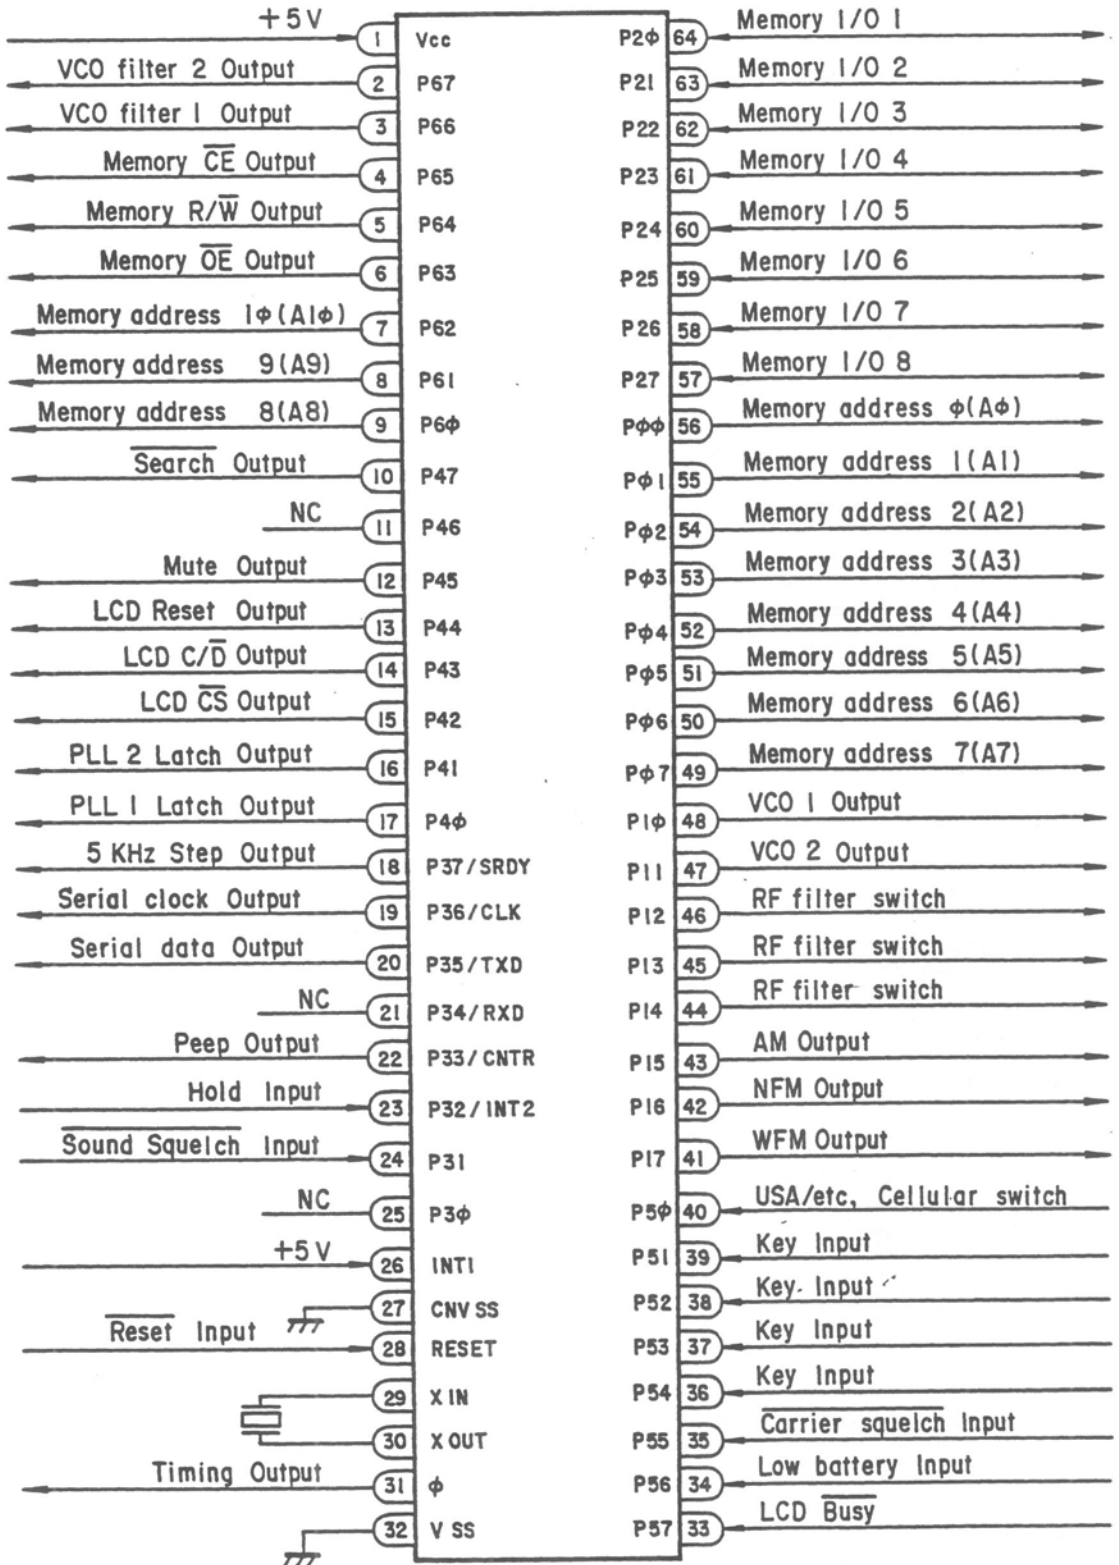 +5V 1 Vcc P2φ 64 Memory I/O 1
VCO filter 2 Output 2 P67 P21 63 Memory I/O 2
VCO filter 1 Output 3 P66 P22 62 Memory I/O 3
Memory C̅E̅ Output 4 P65 P23 61 Memory I/O 4
Memory R/W̅ Output 5 P64 P24 60 Memory I/O 5
Memory O̅E̅ Output 6 P63 P25 59 Memory I/O 6
Memory address 1φ(A1φ) 7 P62 P26 58 Memory I/O 7
Memory address 9(A9) 8 P61 P27 57 Memory I/O 8
Memory address 8(A8) 9 P6φ Pφφ 56 Memory address φ(Aφ)
S̅e̅a̅r̅c̅h̅ Output 10 P47 Pφ1 55 Memory address 1(A1)
NC 11 P46 Pφ2 54 Memory address 2(A2)
Mute Output 12 P45 Pφ3 53 Memory address 3(A3)
LCD Reset Output 13 P44 Pφ4 52 Memory address 4(A4)
LCD C/D̅ Output 14 P43 Pφ5 51 Memory address 5(A5)
LCD C̅S̅ Output 15 P42 Pφ6 50 Memory address 6(A6)
PLL 2 Latch Output 16 P41 Pφ7 49 Memory address 7(A7)
PLL 1 Latch Output 17 P4φ P1φ 48 VCO 1 Output
5 KHz Step Output 18 P37/SRDY P11 47 VCO 2 Output
Serial clock Output 19 P36/CLK P12 46 RF filter switch
Serial data Output 20 P35/TXD P13 45 RF filter switch
NC 21 P34/RXD P14 44 RF filter switch
Peep Output 22 P33/CNTR P15 43 AM Output
Hold Input 23 P32/INT2 P16 42 NFM Output
S̅o̅u̅n̅d̅ S̅q̅u̅e̅l̅c̅h̅ Input 24 P31 P17 41 WFM Output
NC 25 P3φ P5φ 40 USA/etc, Cellular switch
+5V 26 INT1 P51 39 Key Input
27 CNVSS P52 38 Key Input
R̅e̅s̅e̅t̅ Input 28 RESET P53 37 Key Input
29 XIN P54 36 Key Input
30 XOUT P55 35 C̅a̅r̅r̅i̅e̅r̅ s̅q̅u̅e̅l̅c̅h̅ Input
Timing Output 31 φ P56 34 Low battery Input
32 VSS P57 33 LCD B̅u̅s̅y̅